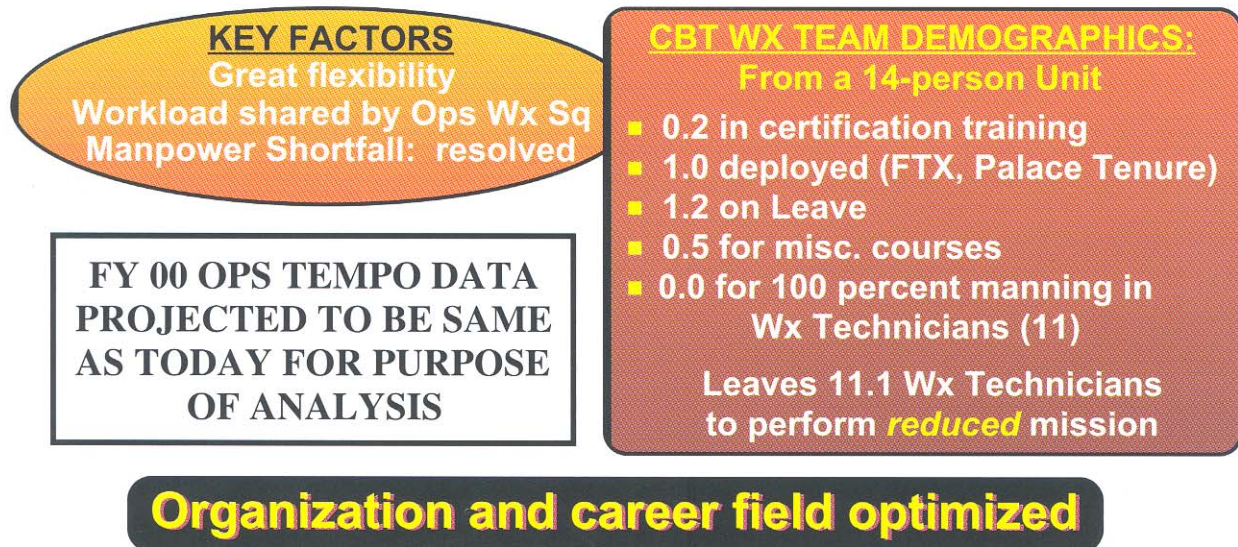 KEY FACTORS
Great flexibility
Workload shared by Ops Wx Sq
Manpower Shortfall: resolved
FY 00 OPS TEMPO DATA
PROJECTED TO BE SAME
AS TODAY FOR PURPOSE
OF ANALYSIS
CBT WX TEAM DEMOGRAPHICS:
From a 14-person Unit
▪ 0.2 in certification training
▪ 1.0 deployed (FTX, Palace Tenure)
▪ 1.2 on Leave
▪ 0.5 for misc. courses
▪ 0.0 for 100 percent manning in
Wx Technicians (11)
Leaves 11.1 Wx Technicians
to perform reduced mission
Organization and career field optimized